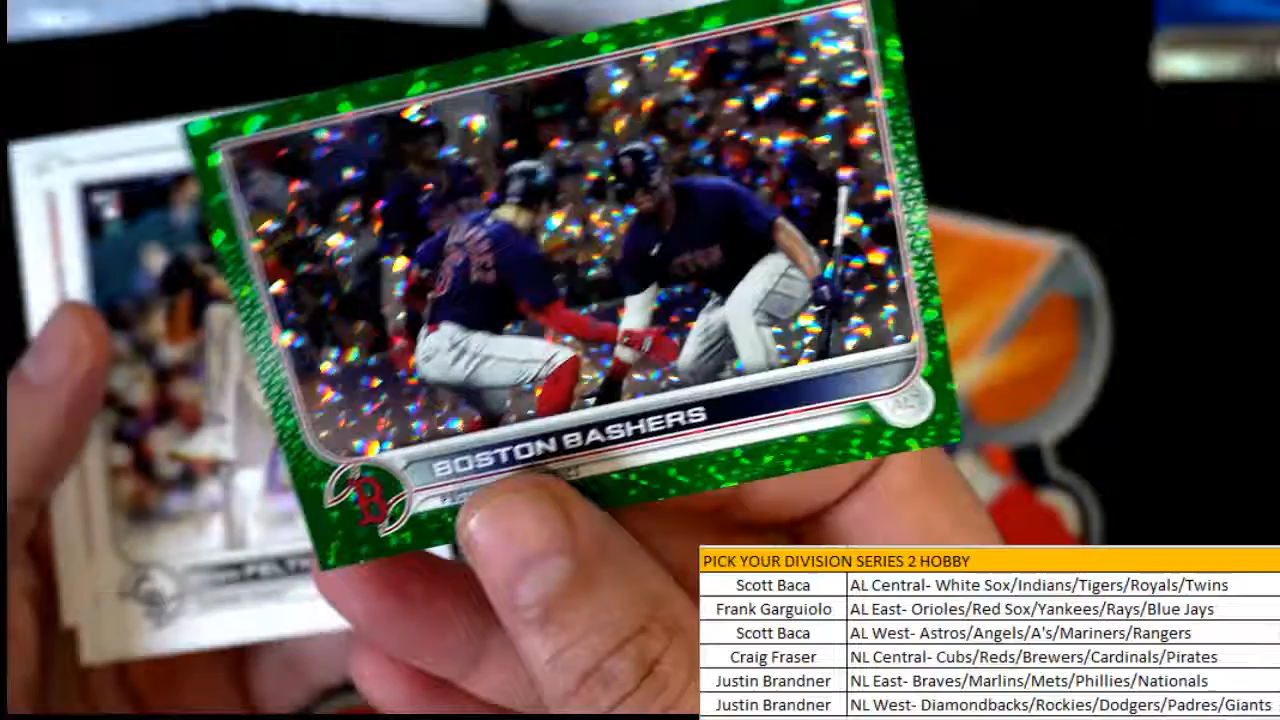 BOSTON BASHERS
B
PICK YOUR DIVISION SERIES 2 HOBBY
Scott Baca AL Central- White Sox/Indians/Tigers/Royals/Twins
Frank Garguiolo AL East- Orioles/Red Sox/Yankees/Rays/Blue Jays
Scott Baca AL West- Astros/Angels/A's/Mariners/Rangers
Craig Fraser NL Central- Cubs/Reds/Brewers/Cardinals/Pirates
Justin Brandner NL East- Braves/Marlins/Mets/Phillies/Nationals
Justin Brandner NL West- Diamondbacks/Rockies/Dodgers/Padres/Giants